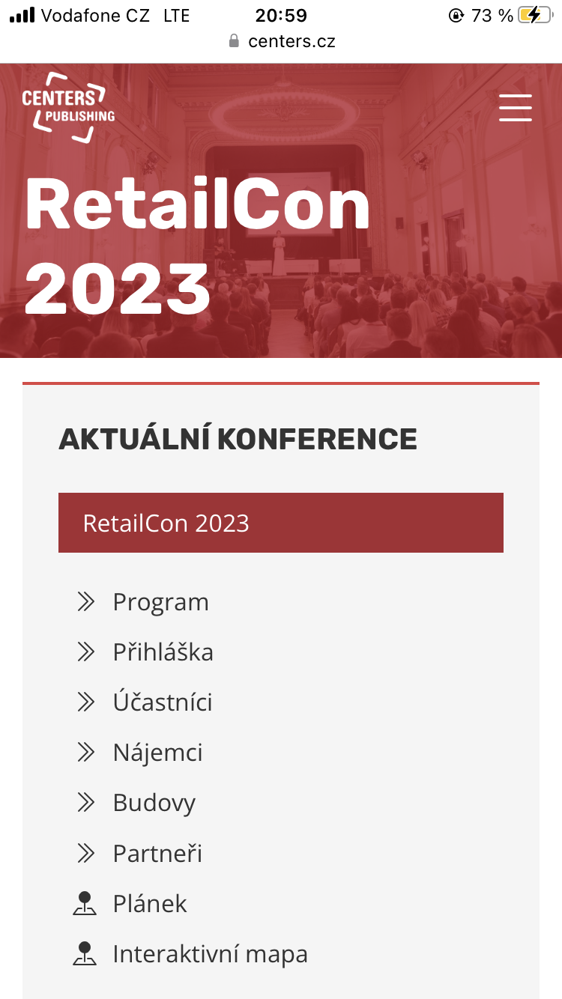 Vodafone CZ LTE 20:59 73 %
centers.cz
CENTERS
PUBLISHING
RetailCon
2023
AKTUÁLNÍ KONFERENCE
RetailCon 2023
Program
Přihláška
Účastníci
Nájemci
Budovy
Partneři
Plánek
Interaktivní mapa